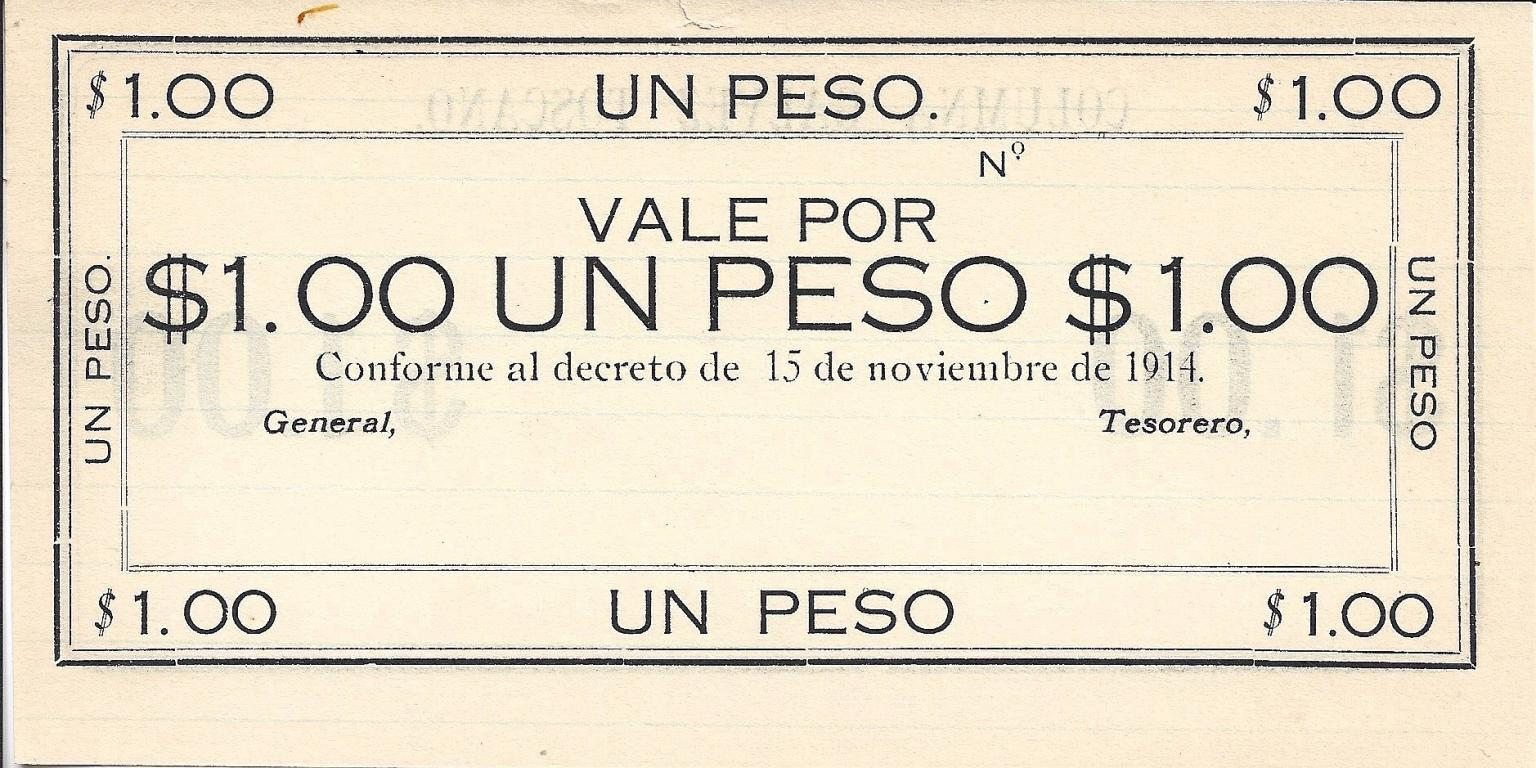 $1.00 UN PESO. $1.00
Nº
VALE POR
$1.00 UN PESO $1.00
Conforme al decreto de 15 de noviembre de 1914.
General, Tesorero,
UN PESO.
UN PESO
$1.00 UN PESO $1.00